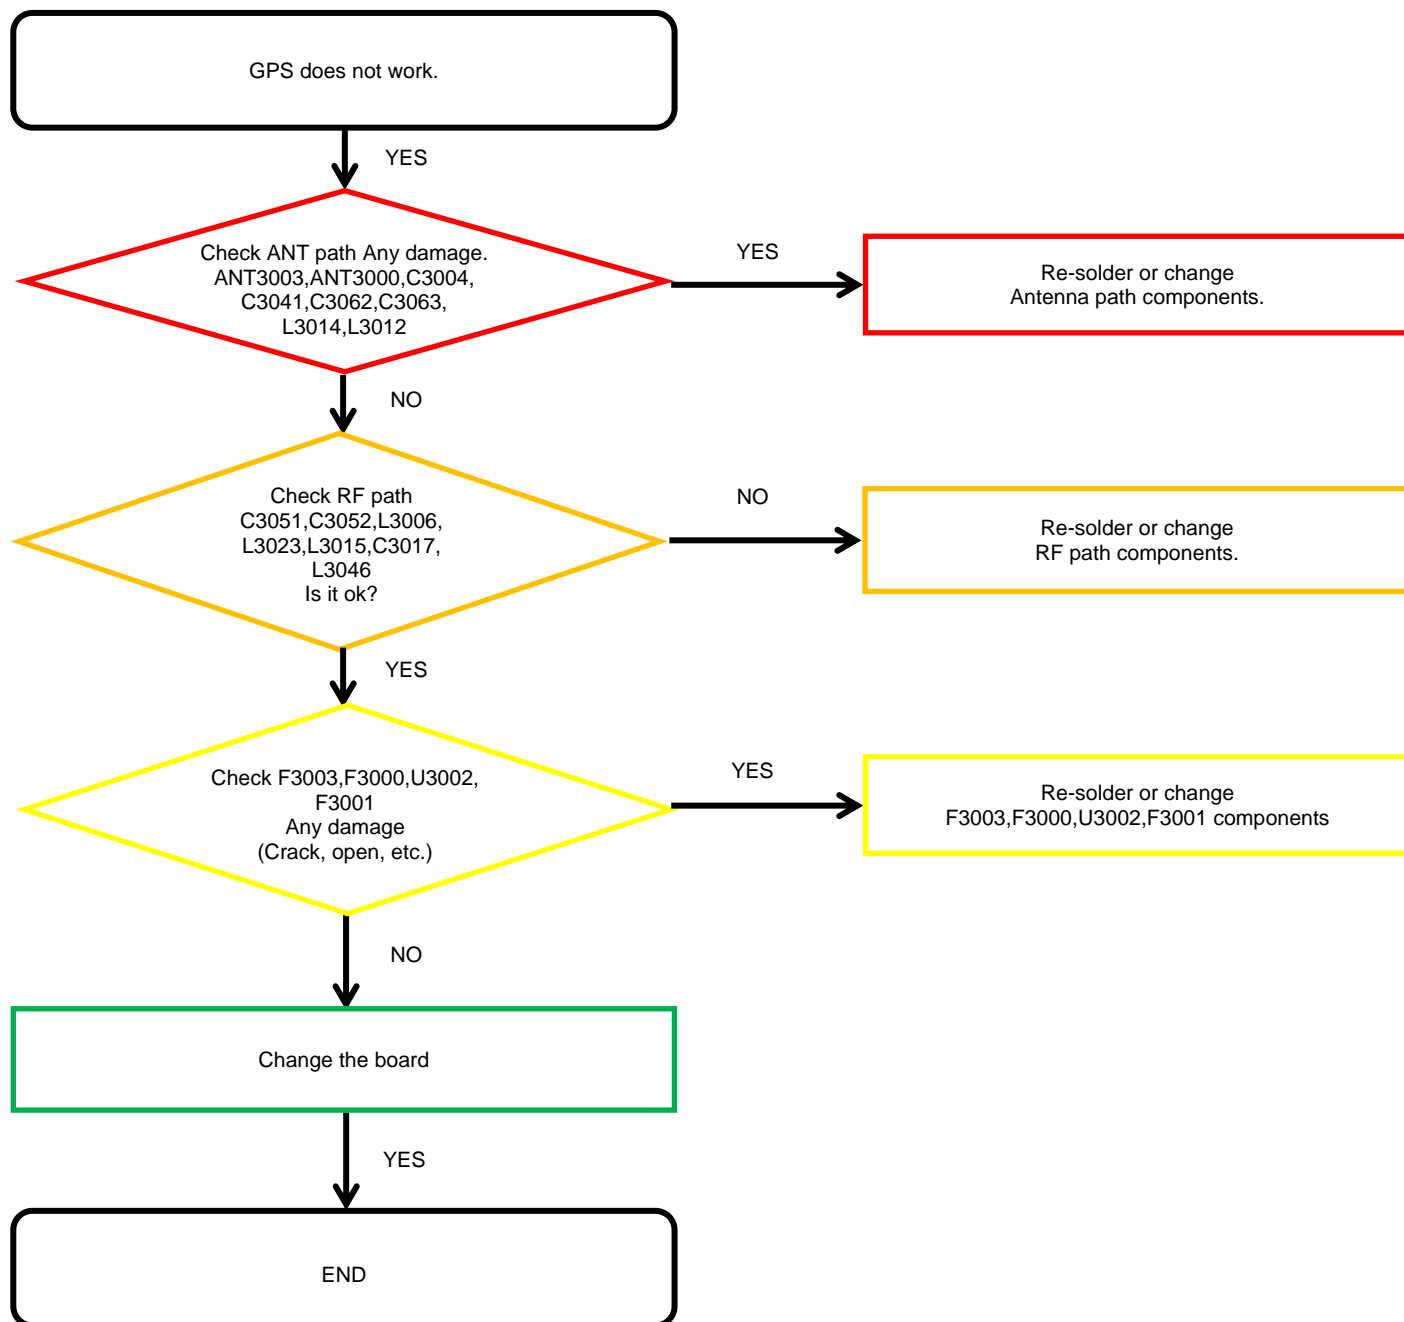 GPS does not work.
YES
Check ANT path Any damage.
ANT3003,ANT3000,C3004,
C3041,C3062,C3063,
L3014,L3012
YES
Re-solder or change
Antenna path components.
NO
Check RF path
C3051,C3052,L3006,
L3023,L3015,C3017,
L3046
Is it ok?
NO
Re-solder or change
RF path components.
YES
Check F3003,F3000,U3002,
F3001
Any damage
(Crack, open, etc.)
YES
Re-solder or change
F3003,F3000,U3002,F3001 components
NO
Change the board
YES
END